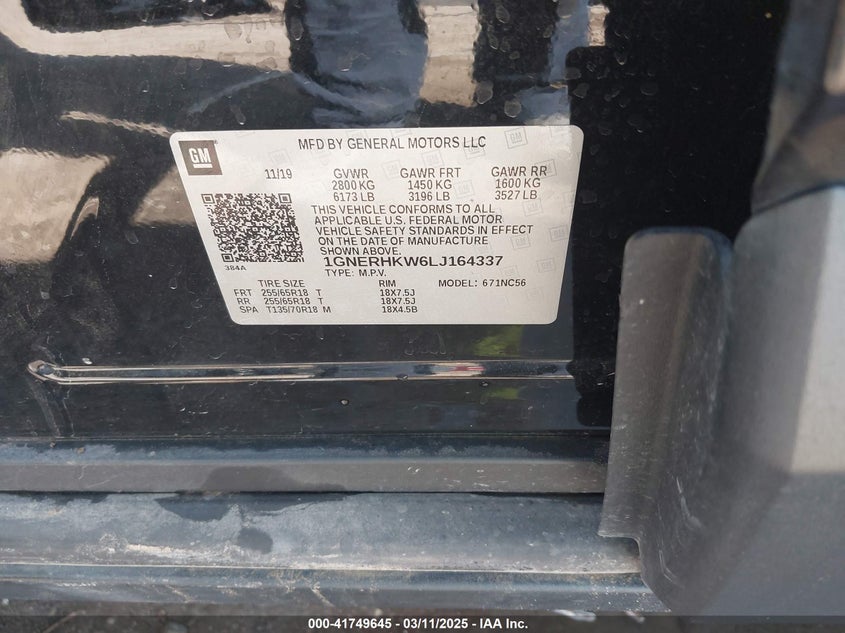 MFD BY GENERAL MOTORS LLC
GM
11/19 GVWR GAWR FRT GAWR RR
2800 KG 1450 KG 1600 KG
6173 LB 3196 LB 3527 LB
THIS VEHICLE CONFORMS TO ALL
APPLICABLE U.S. FEDERAL MOTOR
VEHICLE SAFETY STANDARDS IN EFFECT
ON THE DATE OF MANUFACTURE
SHOWN ABOVE.
384A
1GNERHKW6LJ164337
TYPE: M.P.V.
TIRE SIZE RIM MODEL: 671NC56
FRT 255/65R18 T 18X7.5J
RR 255/65R18 T 18X7.5J
SPA T135/70R18 M 18X4.5B
000-41749645 - 03/11/2025 - IAA Inc.